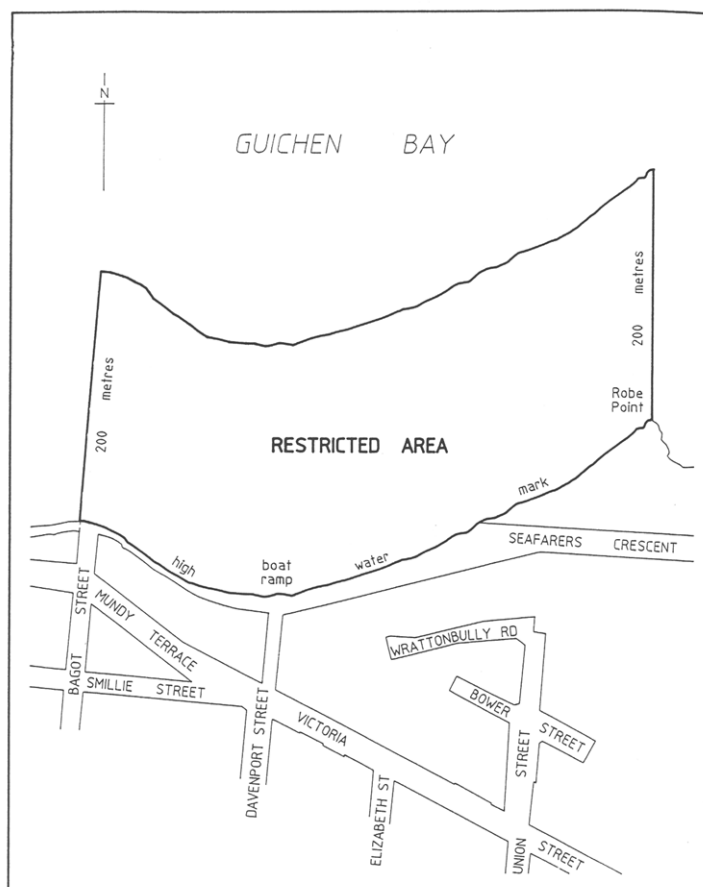 N
GUICHEN BAY
200 metres
200 metres
Robe
Point
RESTRICTED AREA
high water mark
boat
ramp
SEAFARERS CRESCENT
BAGOT STREET
MUNDY TERRACE
SMILLIE STREET
DAVENPORT STREET
VICTORIA STREET
ELIZABETH ST
WRATTONBULLY RD
BOWER STREET
UNION STREET